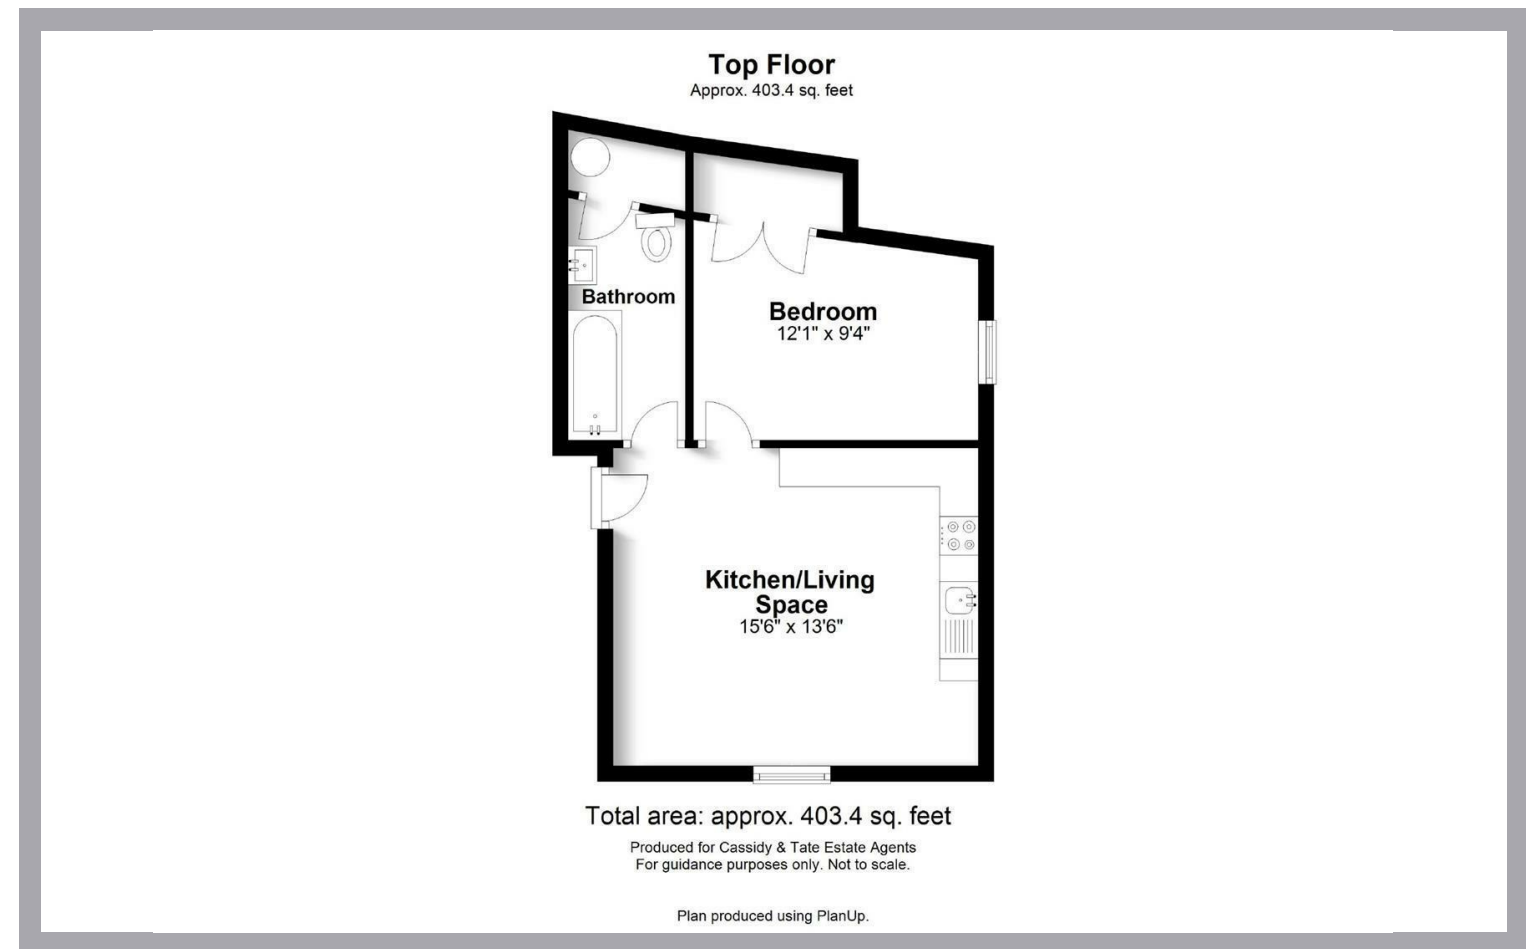 Top Floor
Approx. 403.4 sq. feet
Bathroom
Bedroom
12'1" x 9'4"
Kitchen/Living
Space
15'6" x 13'6"
Total area: approx. 403.4 sq. feet
Produced for Cassidy & Tate Estate Agents
For guidance purposes only. Not to scale.
Plan produced using PlanUp.